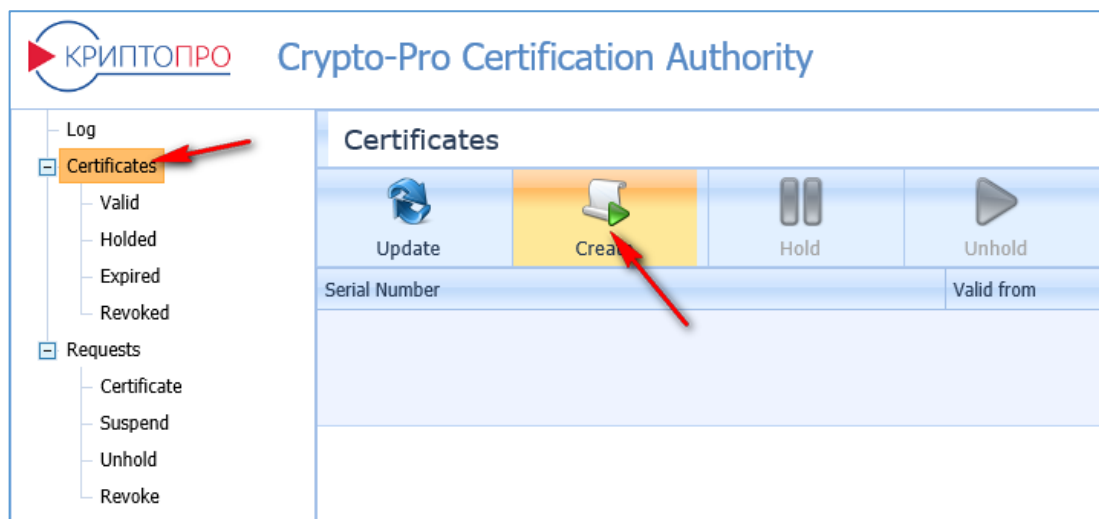 КРИПТОПРО
Crypto-Pro Certification Authority
Log
Certificates
Valid
Holded
Expired
Revoked
Requests
Certificate
Suspend
Unhold
Revoke
Certificates
Update Create Hold Unhold
Serial Number Valid from